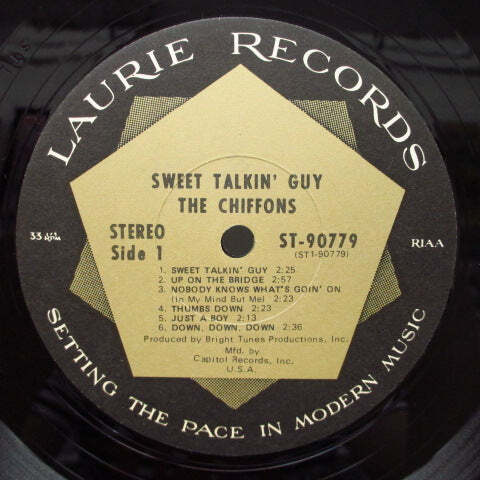 LAURIE RECORDS
SWEET TALKIN' GUY
THE CHIFFONS
STEREO ST-90779
Side 1 (ST1-90779)
33 1/3 RPM
RIAA
1. SWEET TALKIN' GUY 2:25
2. UP ON THE BRIDGE 2:23
3. NOBODY KNOWS WHAT'S GOIN' ON
(In My Mind But Me) 2:23
4. THUMBS DOWN 2:23
5. JUST A BOY 2:13
6. DOWN, DOWN, DOWN 2:36
Produced by Bright Tunes Productions, Inc.
Mfd. by
Capitol Records, Inc.
U.S.A.
SETTING THE PACE IN MODERN MUSIC